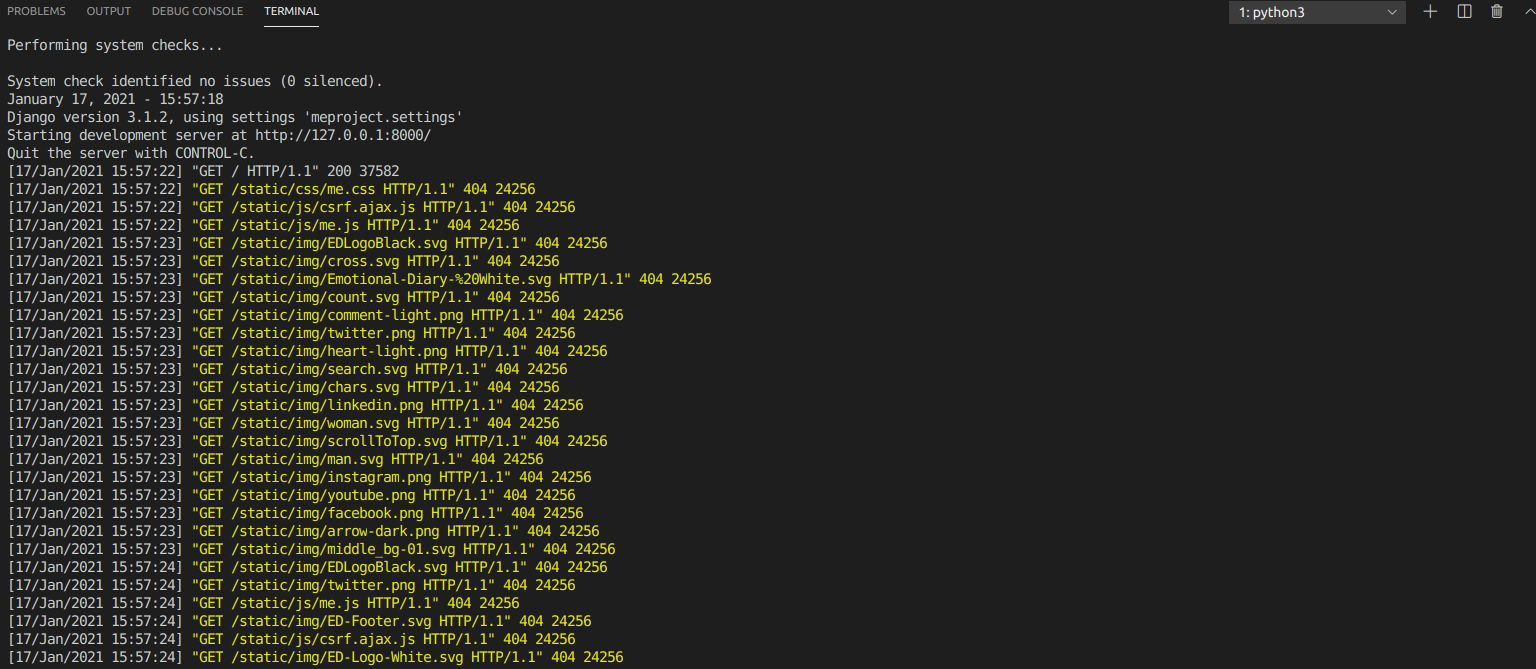 PROBLEMS OUTPUT DEBUG CONSOLE TERMINAL 1: python3
Performing system checks...
System check identified no issues (0 silenced).
January 17, 2021 - 15:57:18
Django version 3.1.2, using settings 'meproject.settings'
Starting development server at http://127.0.0.1:8000/
Quit the server with CONTROL-C.
[17/Jan/2021 15:57:22] "GET / HTTP/1.1" 200 37582
[17/Jan/2021 15:57:22] "GET /static/css/me.css HTTP/1.1" 404 24256
[17/Jan/2021 15:57:22] "GET /static/js/csrf.ajax.js HTTP/1.1" 404 24256
[17/Jan/2021 15:57:22] "GET /static/js/me.js HTTP/1.1" 404 24256
[17/Jan/2021 15:57:23] "GET /static/img/EDLogoBlack.svg HTTP/1.1" 404 24256
[17/Jan/2021 15:57:23] "GET /static/img/cross.svg HTTP/1.1" 404 24256
[17/Jan/2021 15:57:23] "GET /static/img/Emotional-Diary-%20White.svg HTTP/1.1" 404 24256
[17/Jan/2021 15:57:23] "GET /static/img/count.svg HTTP/1.1" 404 24256
[17/Jan/2021 15:57:23] "GET /static/img/comment-light.png HTTP/1.1" 404 24256
[17/Jan/2021 15:57:23] "GET /static/img/twitter.png HTTP/1.1" 404 24256
[17/Jan/2021 15:57:23] "GET /static/img/heart-light.png HTTP/1.1" 404 24256
[17/Jan/2021 15:57:23] "GET /static/img/search.svg HTTP/1.1" 404 24256
[17/Jan/2021 15:57:23] "GET /static/img/chars.svg HTTP/1.1" 404 24256
[17/Jan/2021 15:57:23] "GET /static/img/linkedin.png HTTP/1.1" 404 24256
[17/Jan/2021 15:57:23] "GET /static/img/woman.svg HTTP/1.1" 404 24256
[17/Jan/2021 15:57:23] "GET /static/img/scrollToTop.svg HTTP/1.1" 404 24256
[17/Jan/2021 15:57:23] "GET /static/img/man.svg HTTP/1.1" 404 24256
[17/Jan/2021 15:57:23] "GET /static/img/instagram.png HTTP/1.1" 404 24256
[17/Jan/2021 15:57:23] "GET /static/img/youtube.png HTTP/1.1" 404 24256
[17/Jan/2021 15:57:23] "GET /static/img/facebook.png HTTP/1.1" 404 24256
[17/Jan/2021 15:57:23] "GET /static/img/arrow-dark.png HTTP/1.1" 404 24256
[17/Jan/2021 15:57:23] "GET /static/img/middle_bg-01.svg HTTP/1.1" 404 24256
[17/Jan/2021 15:57:24] "GET /static/img/EDLogoBlack.svg HTTP/1.1" 404 24256
[17/Jan/2021 15:57:24] "GET /static/img/twitter.png HTTP/1.1" 404 24256
[17/Jan/2021 15:57:24] "GET /static/js/me.js HTTP/1.1" 404 24256
[17/Jan/2021 15:57:24] "GET /static/img/ED-Footer.svg HTTP/1.1" 404 24256
[17/Jan/2021 15:57:24] "GET /static/js/csrf.ajax.js HTTP/1.1" 404 24256
[17/Jan/2021 15:57:24] "GET /static/img/ED-Logo-White.svg HTTP/1.1" 404 24256